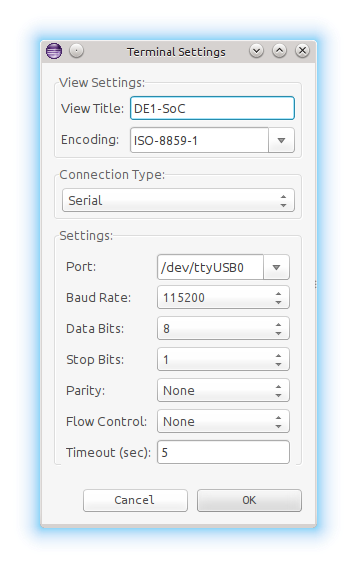 Terminal Settings
View Settings:
View Title: DE1-SoC
Encoding: ISO-8859-1
Connection Type:
Serial
Settings:
Port: /dev/ttyUSB0
Baud Rate: 115200
Data Bits: 8
Stop Bits: 1
Parity: None
Flow Control: None
Timeout (sec): 5
Cancel OK